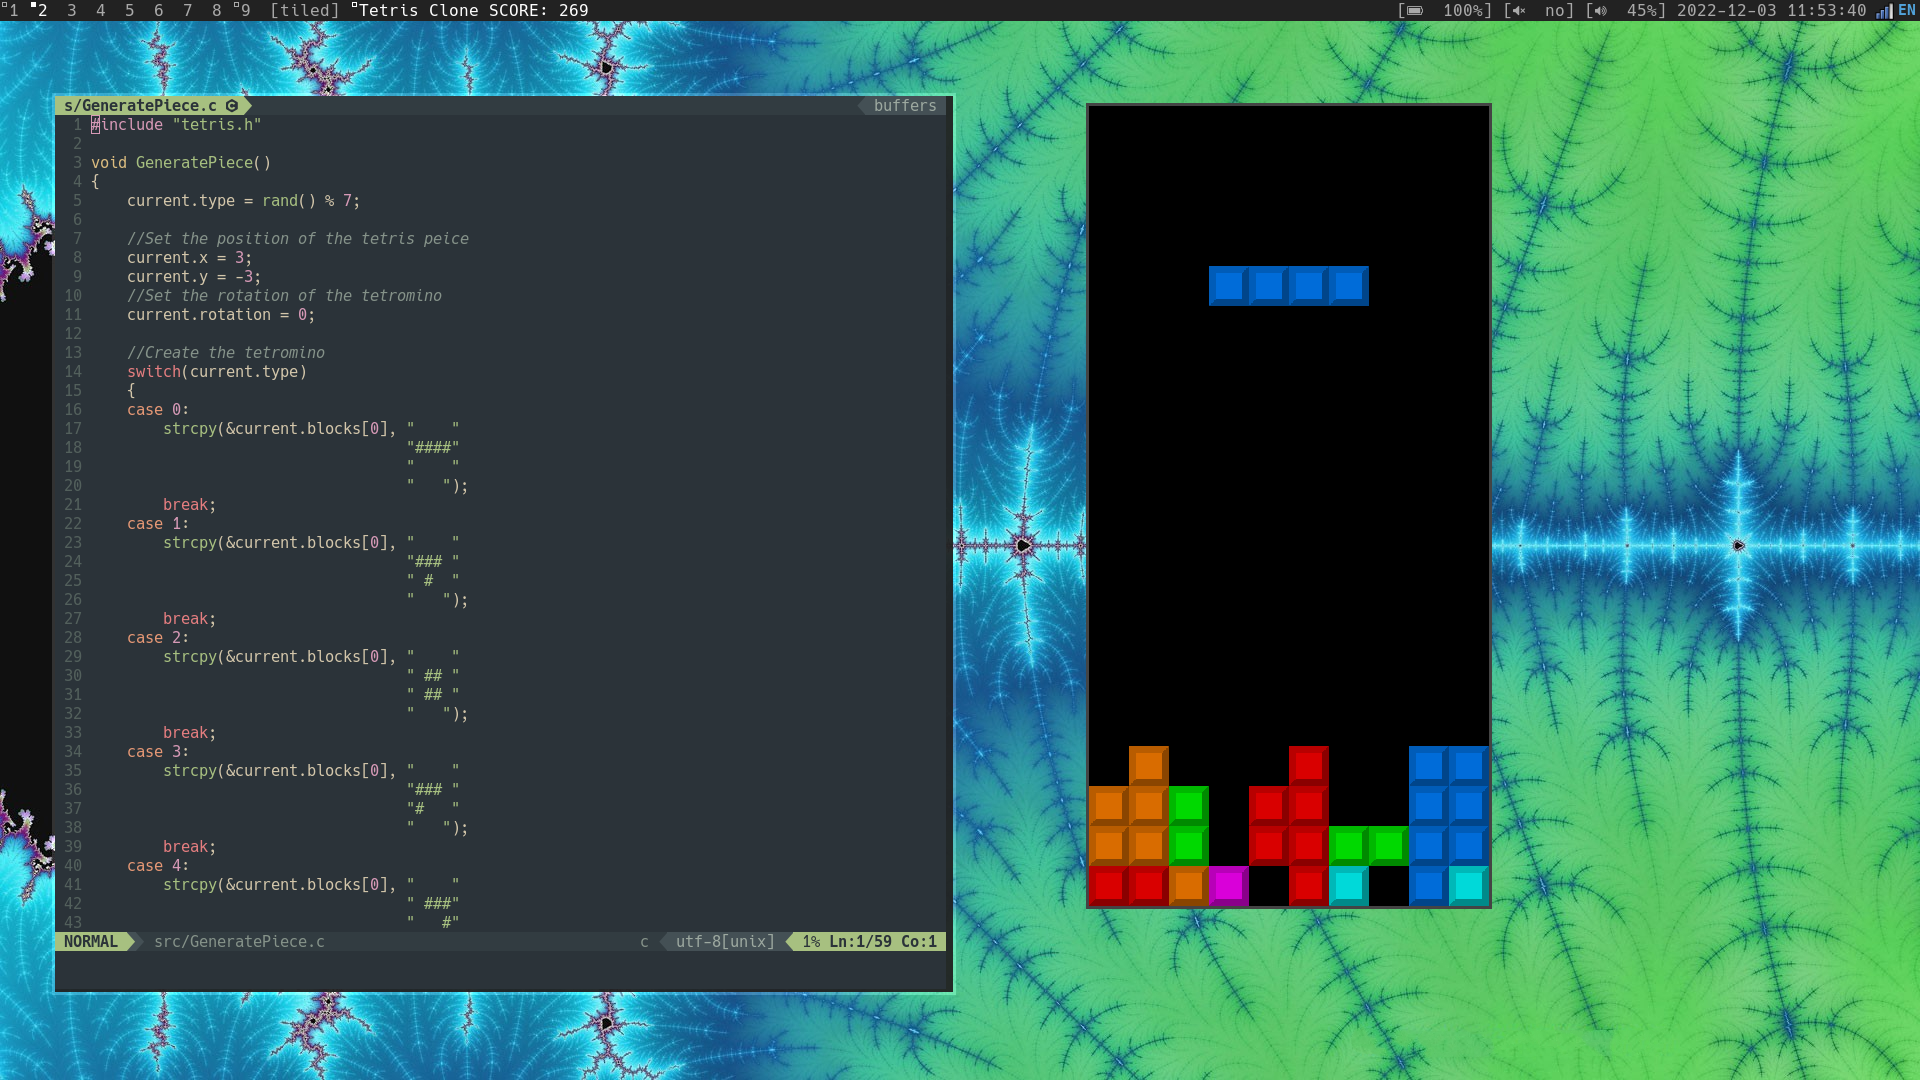 1 2 3 4 5 6 7 8 9 [tiled] Tetris Clone SCORE: 269 [ 100%] [ no] [ 45%] 2022-12-03 11:53:40 EN
s/GeneratePiece.c buffers
1 #include "tetris.h"
2
3 void GeneratePiece()
4 {
5     current.type = rand() % 7;
6
7     //Set the position of the tetris peice
8     current.x = 3;
9     current.y = -3;
10     //Set the rotation of the tetromino
11     current.rotation = 0;
12
13     //Create the tetromino
14     switch(current.type)
15     {
16     case 0:
17         strcpy(&current.blocks[0], "    "
18                                    "####"
19                                    "    "
20                                    "   ");
21         break;
22     case 1:
23         strcpy(&current.blocks[0], "    "
24                                    "### "
25                                    " #  "
26                                    "   ");
27         break;
28     case 2:
29         strcpy(&current.blocks[0], "    "
30                                    " ## "
31                                    " ## "
32                                    "   ");
33         break;
34     case 3:
35         strcpy(&current.blocks[0], "    "
36                                    "### "
37                                    "#   "
38                                    "   ");
39         break;
40     case 4:
41         strcpy(&current.blocks[0], "    "
42                                    " ###"
43                                    "   #"
NORMAL src/GeneratePiece.c c utf-8[unix] 1% Ln:1/59 Co:1